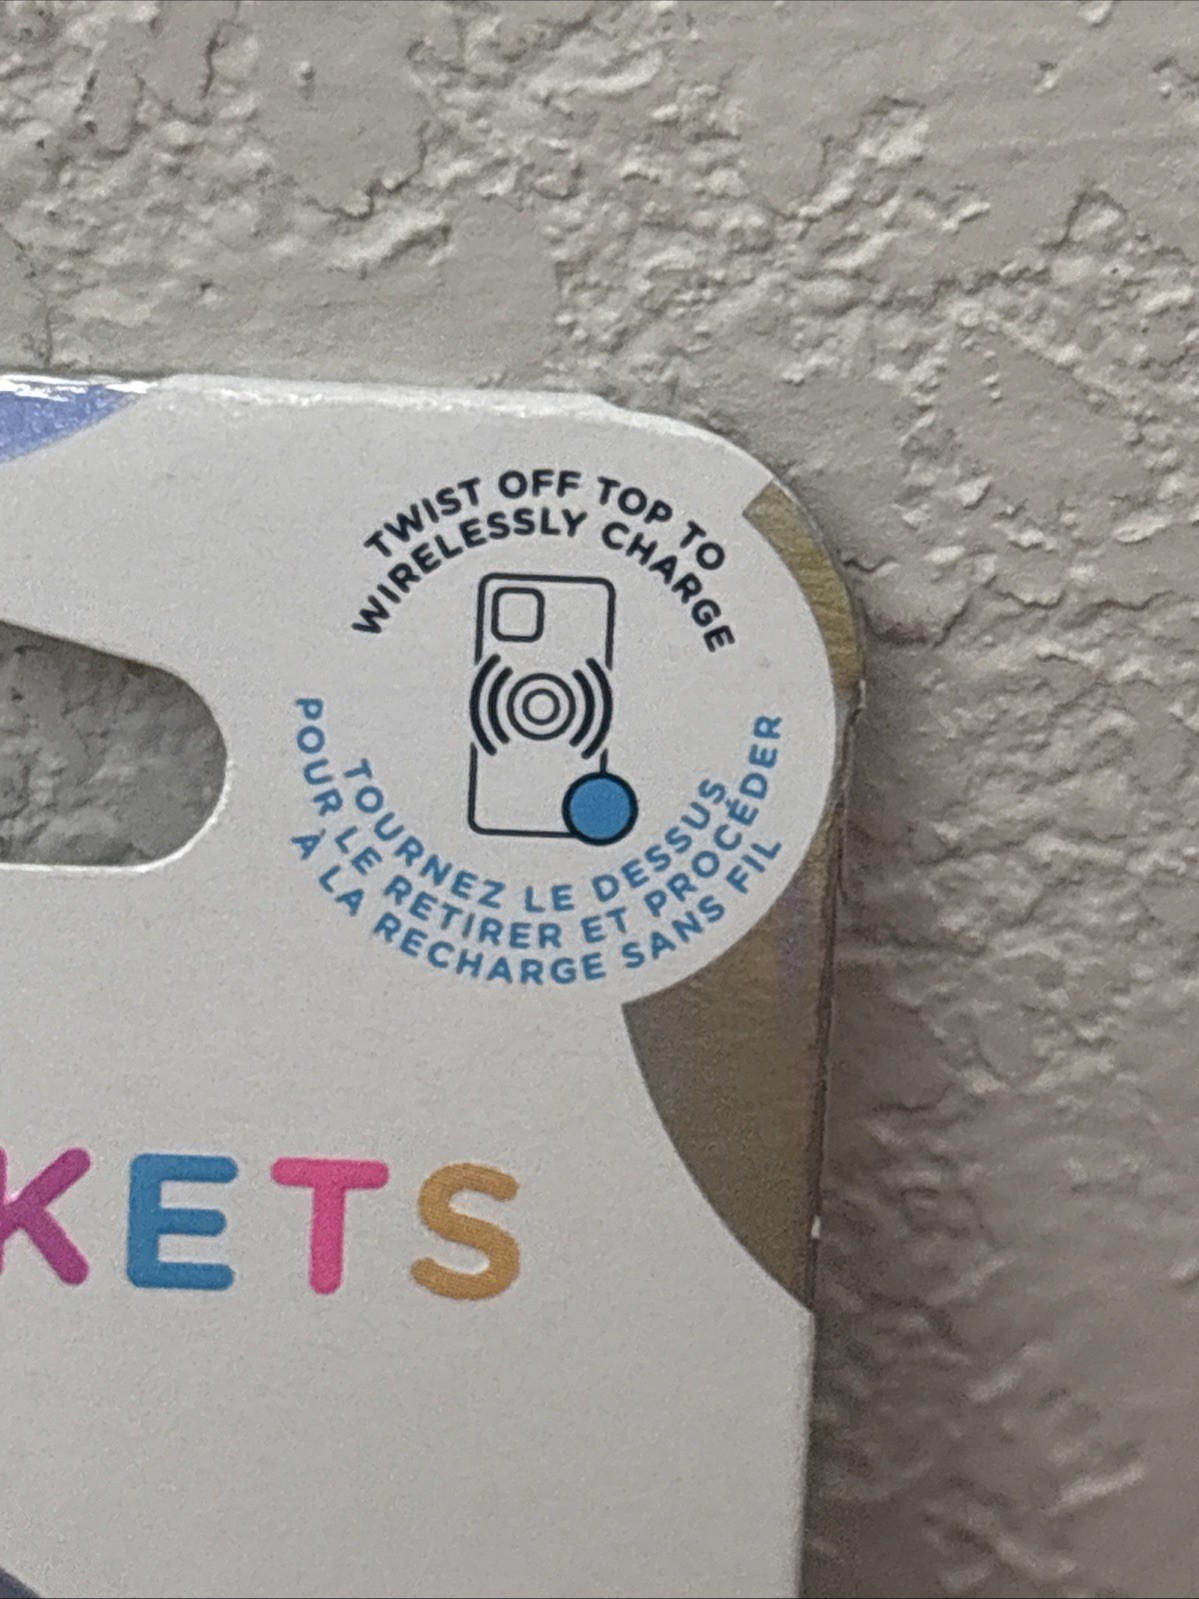 TWIST OFF TOP TO
WIRELESSLY CHARGE
TOURNEZ LE DESSUS
POUR LE RETIRER ET PROCÉDER
À LA RECHARGE SANS FIL
KETS